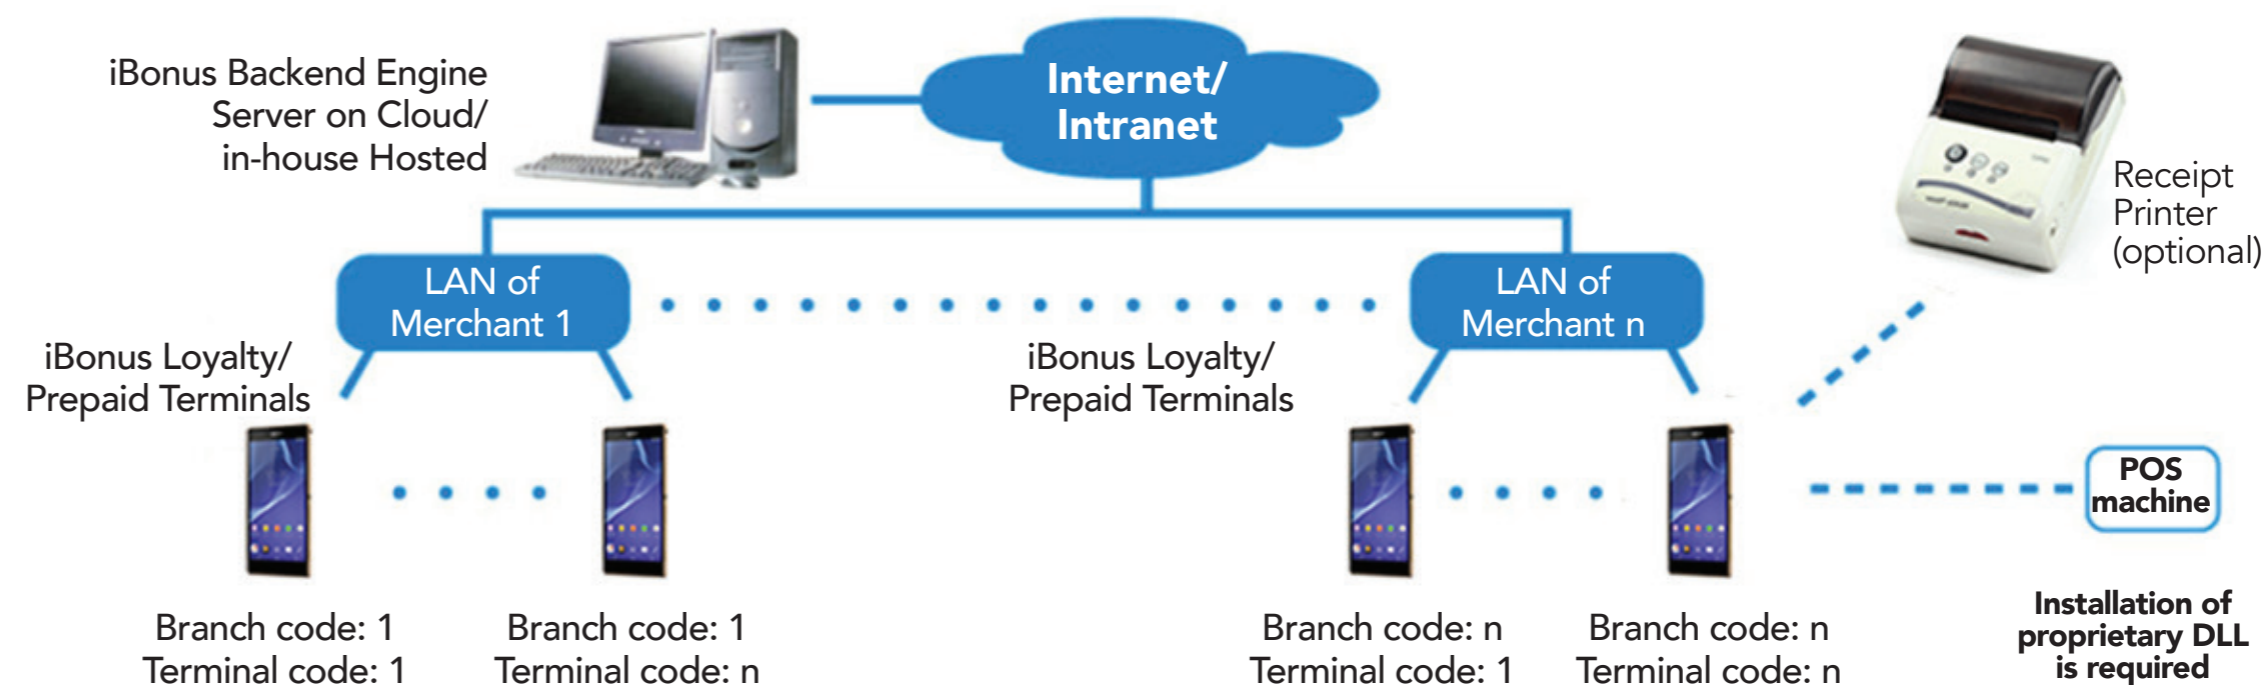 iBonus Backend Engine
Server on Cloud/
in-house Hosted
Internet/
Intranet
Receipt
Printer
(optional)
LAN of
Merchant 1
LAN of
Merchant n
iBonus Loyalty/
Prepaid Terminals
iBonus Loyalty/
Prepaid Terminals
POS
machine
Branch code: 1
Terminal code: 1
Branch code: 1
Terminal code: n
Branch code: n
Terminal code: 1
Branch code: n
Terminal code: n
Installation of
proprietary DLL
is required